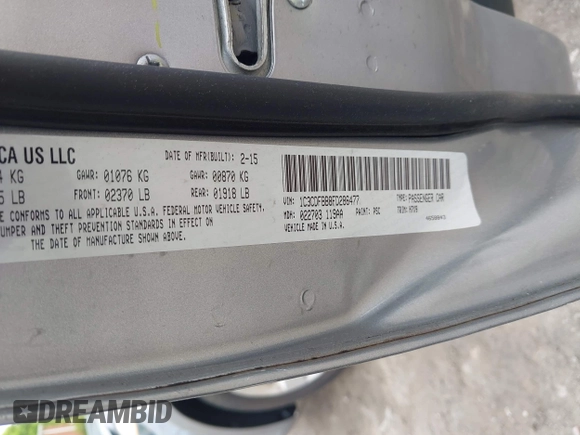 CA US LLC
DATE OF MFR(BUILT): 2-15
KG GAWR: 01076 KG GAWR: 00870 KG
LB FRONT: 02370 LB REAR: 01918 LB
CONFORMS TO ALL APPLICABLE U.S.A. FEDERAL MOTOR VEHICLE SAFETY,
BUMPER AND THEFT PREVENTION STANDARDS IN EFFECT ON
THE DATE OF MANUFACTURE SHOWN ABOVE.
VIN: 1C3CDFBB8FD286477 TYPE: PASSENGER CAR
MDH: 022703 119AA PAINT: PSC TRIM:
VEHICLE MADE IN U.S.A.
DREAMBID